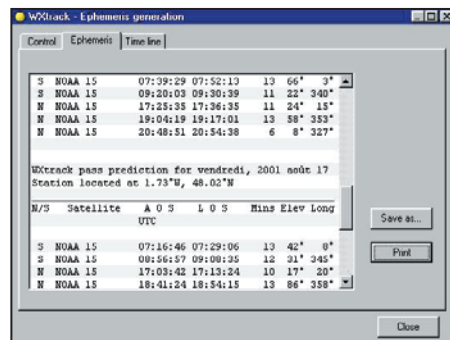 WXtrack - Ephemeris generation
Control Ephemeris Time line
S NOAA 15 07:39:29 07:52:13 13 66° 3°
S NOAA 15 09:20:03 09:30:39 11 22° 340°
N NOAA 15 17:25:35 17:36:35 11 24° 15°
N NOAA 15 19:04:19 19:17:01 13 58° 353°
N NOAA 15 20:48:51 20:54:38 6 8° 327°
WXtrack pass prediction for vendredi, 2001 août 17
Station located at 1.73°W, 48.02°N
N/S Satellite A O S L O S Mins Elev Long
UTC
S NOAA 15 07:16:46 07:29:06 13 42° 8°
S NOAA 15 08:56:57 09:08:35 12 31° 345°
N NOAA 15 17:03:42 17:13:24 10 17° 20°
N NOAA 15 18:41:24 18:54:15 13 86° 358°
Save as...
Print
Close